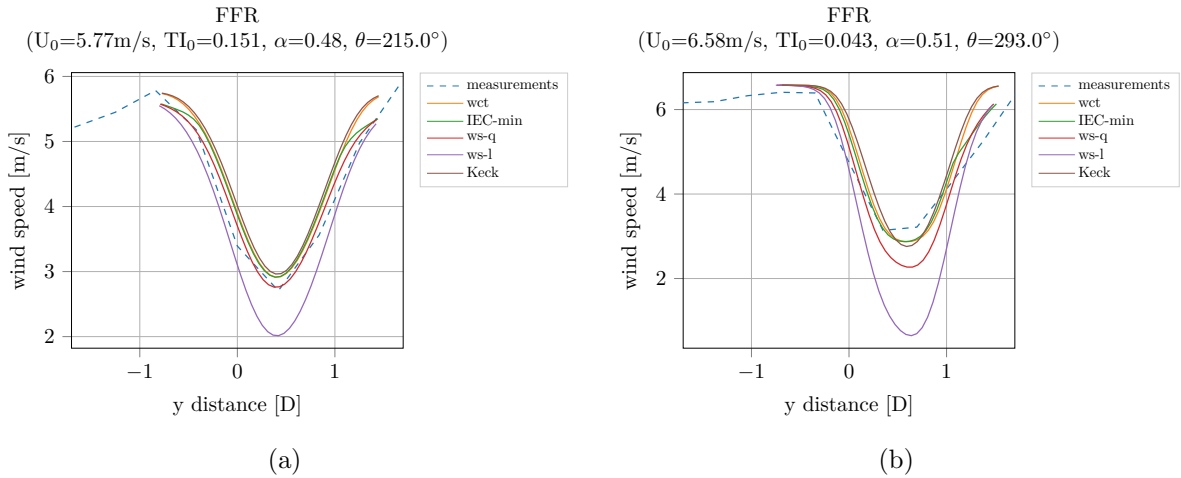 FFR
(U₀=5.77m/s, TI₀=0.151, α=0.48, θ=215.0°)
6
5
4
3
2
wind speed [m/s]
−1
0
1
y distance [D]
measurements
wct
IEC-min
ws-q
ws-l
Keck
(a)
FFR
(U₀=6.58m/s, TI₀=0.043, α=0.51, θ=293.0°)
6
4
2
wind speed [m/s]
−1
0
1
y distance [D]
measurements
wct
IEC-min
ws-q
ws-l
Keck
(b)